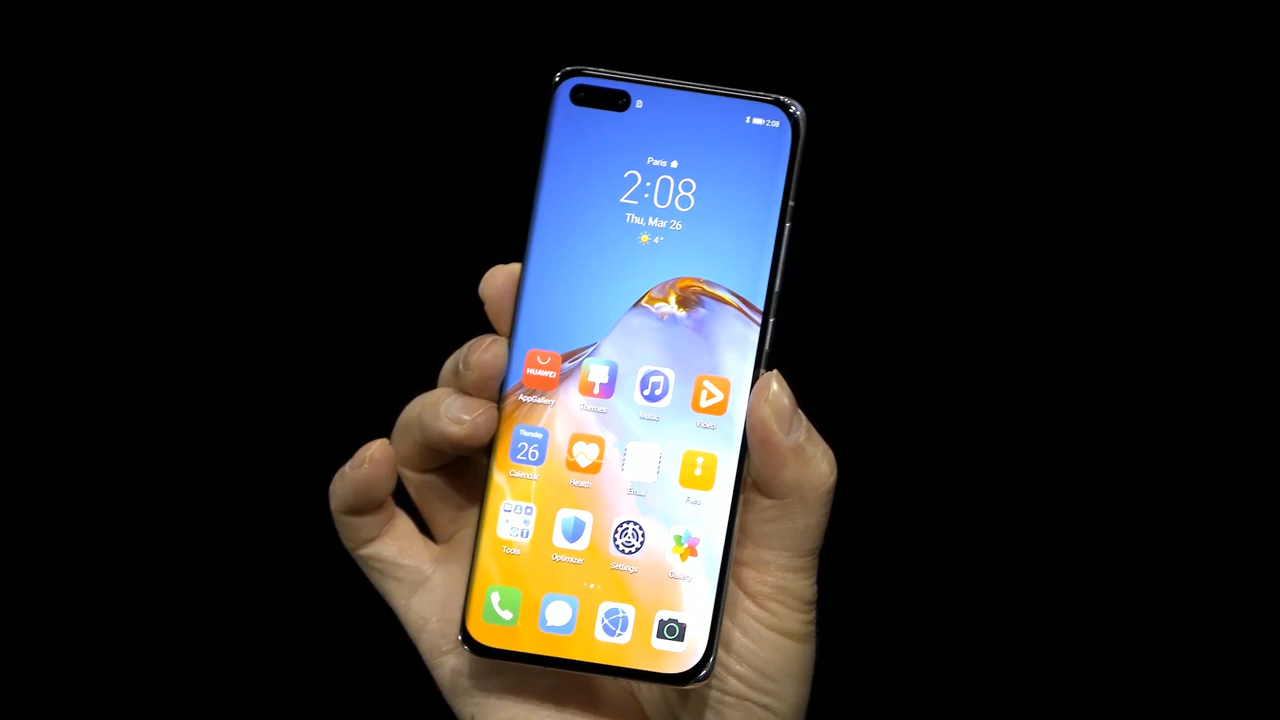 2:08
Paris
2:08
Thu, Mar 26
4°
HUAWEI
AppGallery
Themes
Music
Video
Thursday
26
Calendar
Health
Email
Files
Tools
Optimizer
Settings
Gallery